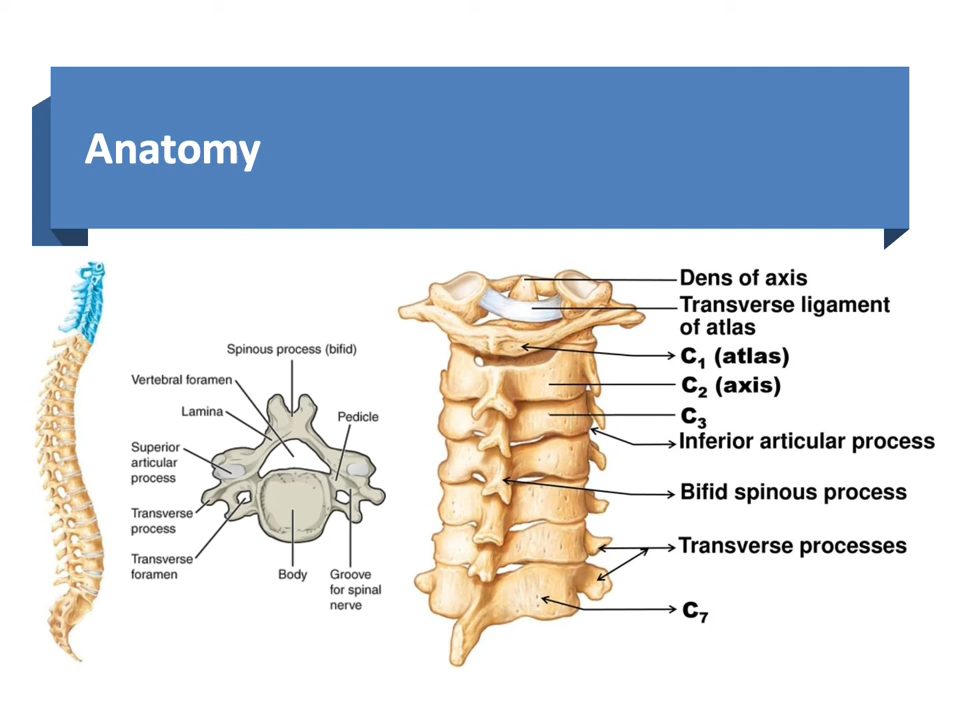 Anatomy
Spinous process (bifid)
Vertebral foramen
Lamina
Pedicle
Superior
articular
process
Transverse
process
Transverse
foramen
Body
Groove
for spinal
nerve
Dens of axis
Transverse ligament
of atlas
C₁ (atlas)
C₂ (axis)
C₃
Inferior articular process
Bifid spinous process
Transverse processes
C₇